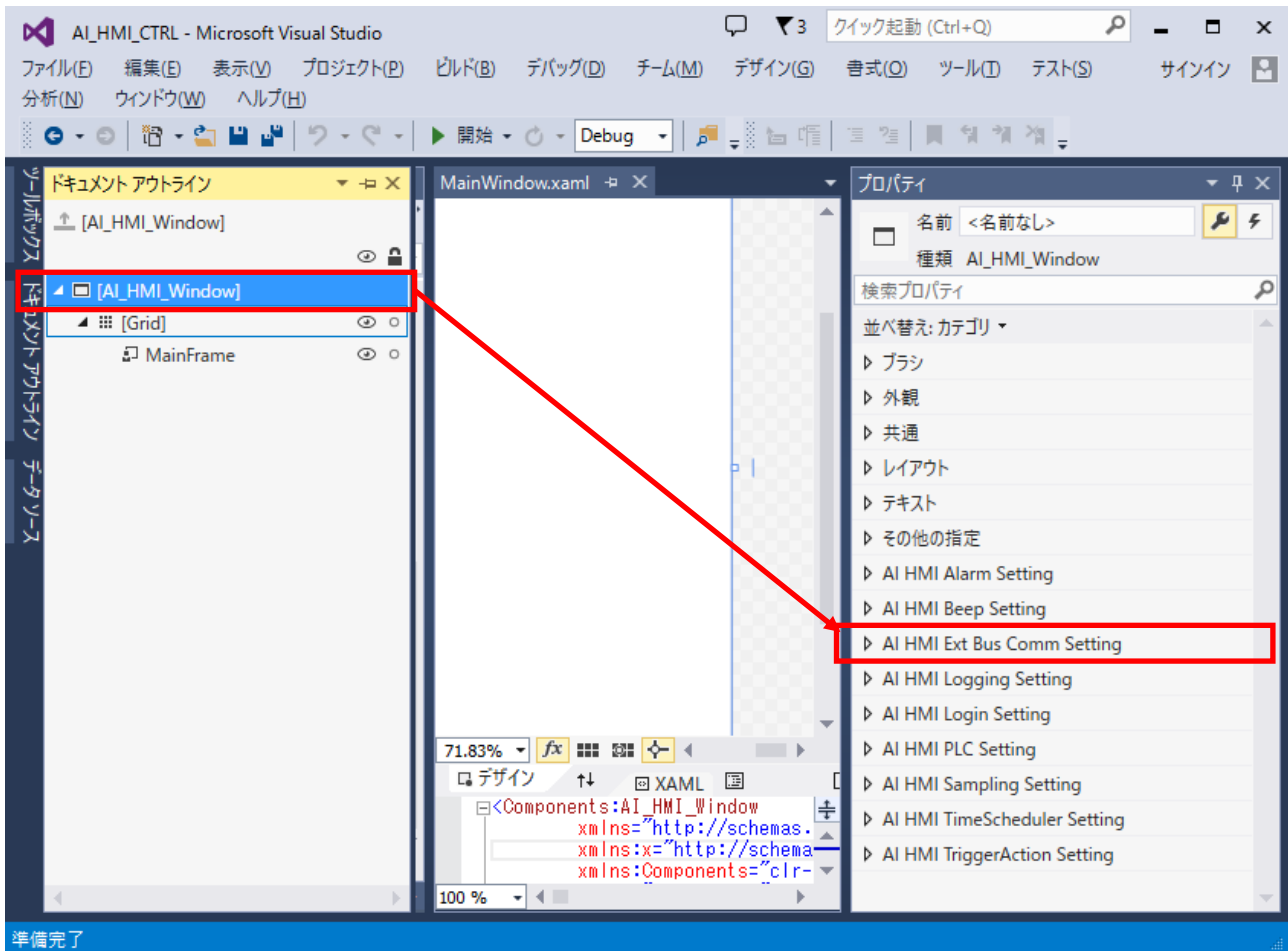 AI_HMI_CTRL - Microsoft Visual Studio
3
クイック起動 (Ctrl+Q)
ファイル(F) 編集(E) 表示(V) プロジェクト(P) ビルド(B) デバッグ(D) チーム(M) デザイン(G) 書式(O) ツール(T) テスト(S) サインイン
分析(N) ウィンドウ(W) ヘルプ(H)
開始 Debug
ツールボックス
ドキュメント アウトライン
データ ソース
ドキュメント アウトライン
[AI_HMI_Window]
[AI_HMI_Window]
[Grid]
MainFrame
MainWindow.xaml
71.83% fx
デザイン XAML
<Components:AI_HMI_Window
xmlns="http://schemas.
xmlns:x="http://schema
xmlns:Components="clr-
100 %
プロパティ
名前 <名前なし>
種類 AI_HMI_Window
検索プロパティ
並べ替え: カテゴリ
ブラシ
外観
共通
レイアウト
テキスト
その他の指定
AI HMI Alarm Setting
AI HMI Beep Setting
AI HMI Ext Bus Comm Setting
AI HMI Logging Setting
AI HMI Login Setting
AI HMI PLC Setting
AI HMI Sampling Setting
AI HMI TimeScheduler Setting
AI HMI TriggerAction Setting
準備完了